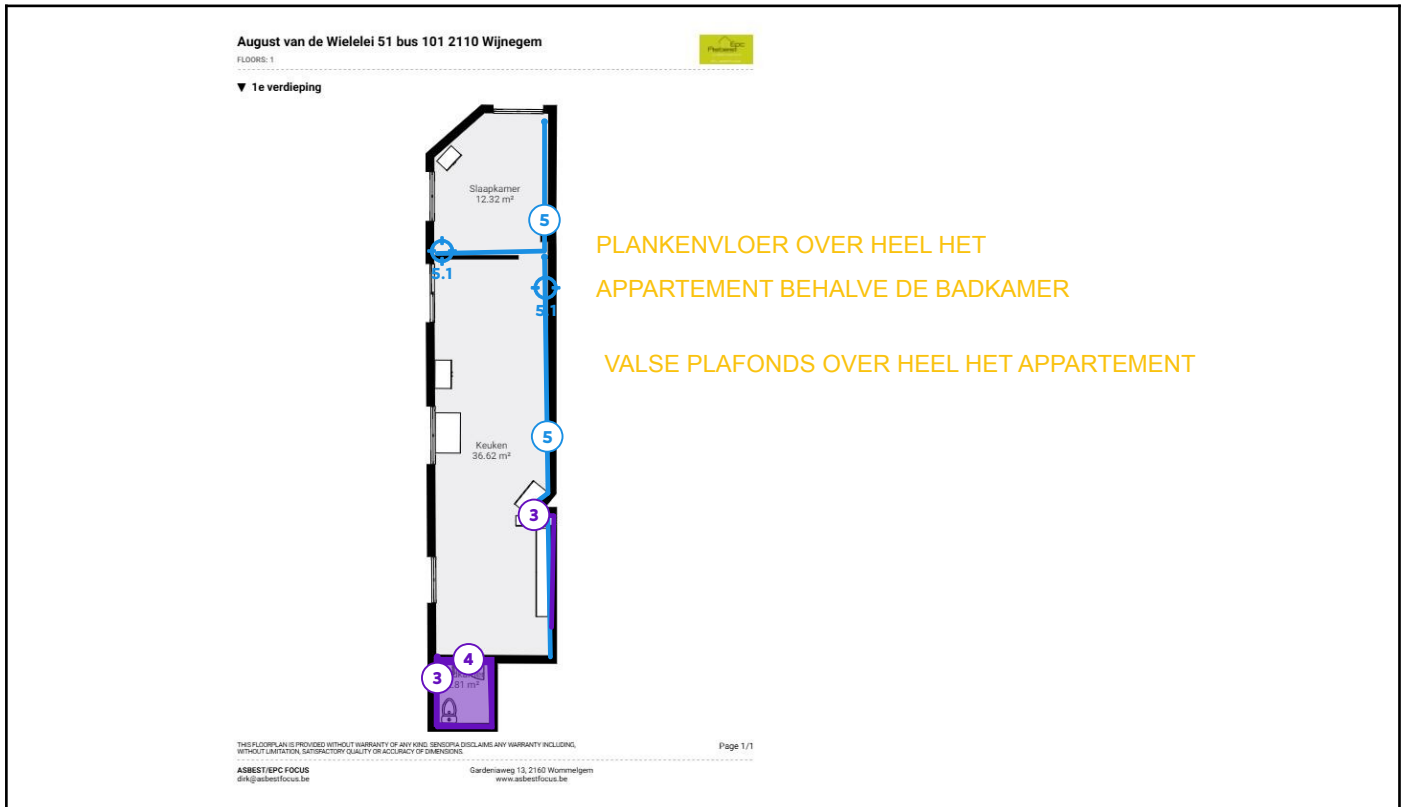 August van de Wielelei 51 bus 101 2110 Wijnegem
Epc
FLOORS: 1
▼ 1e verdieping
Slaapkamer
12.32 m²
5
5.1
5.1
PLANKENVLOER OVER HEEL HET
APPARTEMENT BEHALVE DE BADKAMER
VALSE PLAFONDS OVER HEEL HET APPARTEMENT
5
Keuken
36.62 m²
3
4
3
81 m²
THIS FLOORPLAN IS PROVIDED WITHOUT WARRANTY OF ANY KIND. SENSOPIA DISCLAIMS ANY WARRANTY INCLUDING,
WITHOUT LIMITATION, SATISFACTORY QUALITY OR ACCURACY OF DIMENSIONS.
Page 1/1
ASBEST/EPC FOCUS
dirk@asbestfocus.be
Gardeniaweg 13, 2160 Wommelgem
www.asbestfocus.be